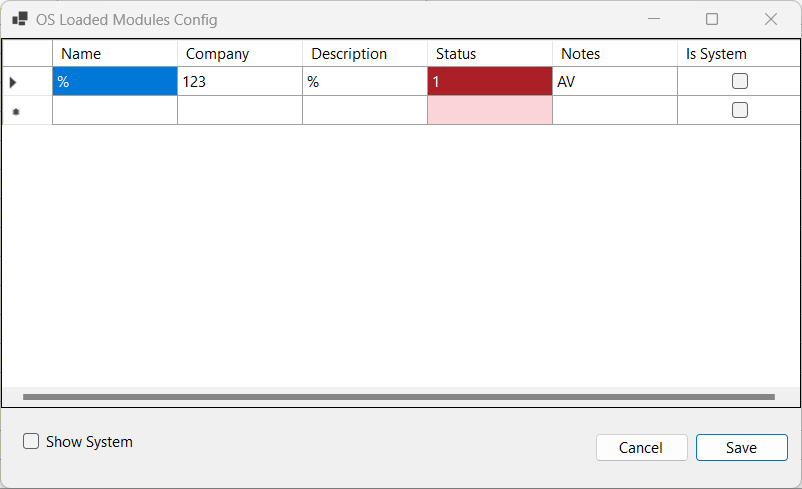 OS Loaded Modules Config
Name Company Description Status Notes Is System
% 123 % 1 AV
Show System Cancel Save